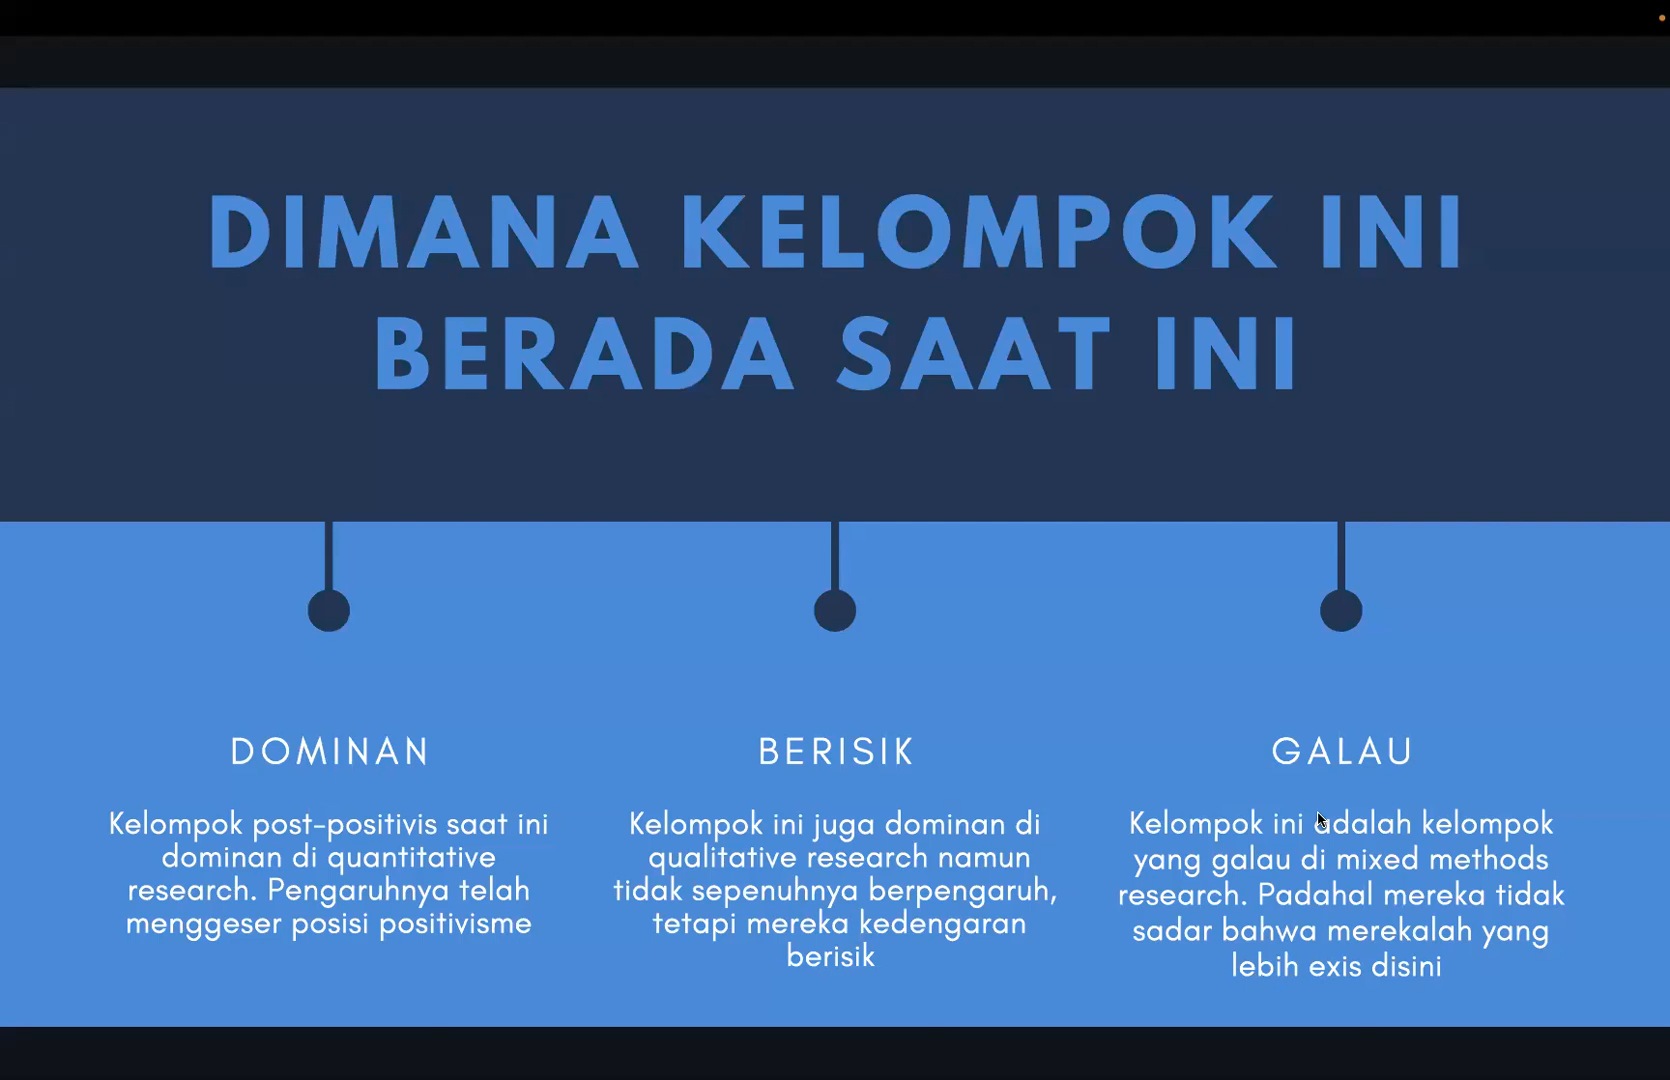 DIMANA KELOMPOK INI
BERADA SAAT INI
DOMINAN
Kelompok post-positivis saat ini
dominan di quantitative
research. Pengaruhnya telah
menggeser posisi positivisme
BERISIK
Kelompok ini juga dominan di
qualitative research namun
tidak sepenuhnya berpengaruh,
tetapi mereka kedengaran
berisik
GALAU
Kelompok ini adalah kelompok
yang galau di mixed methods
research. Padahal mereka tidak
sadar bahwa merekalah yang
lebih exis disini